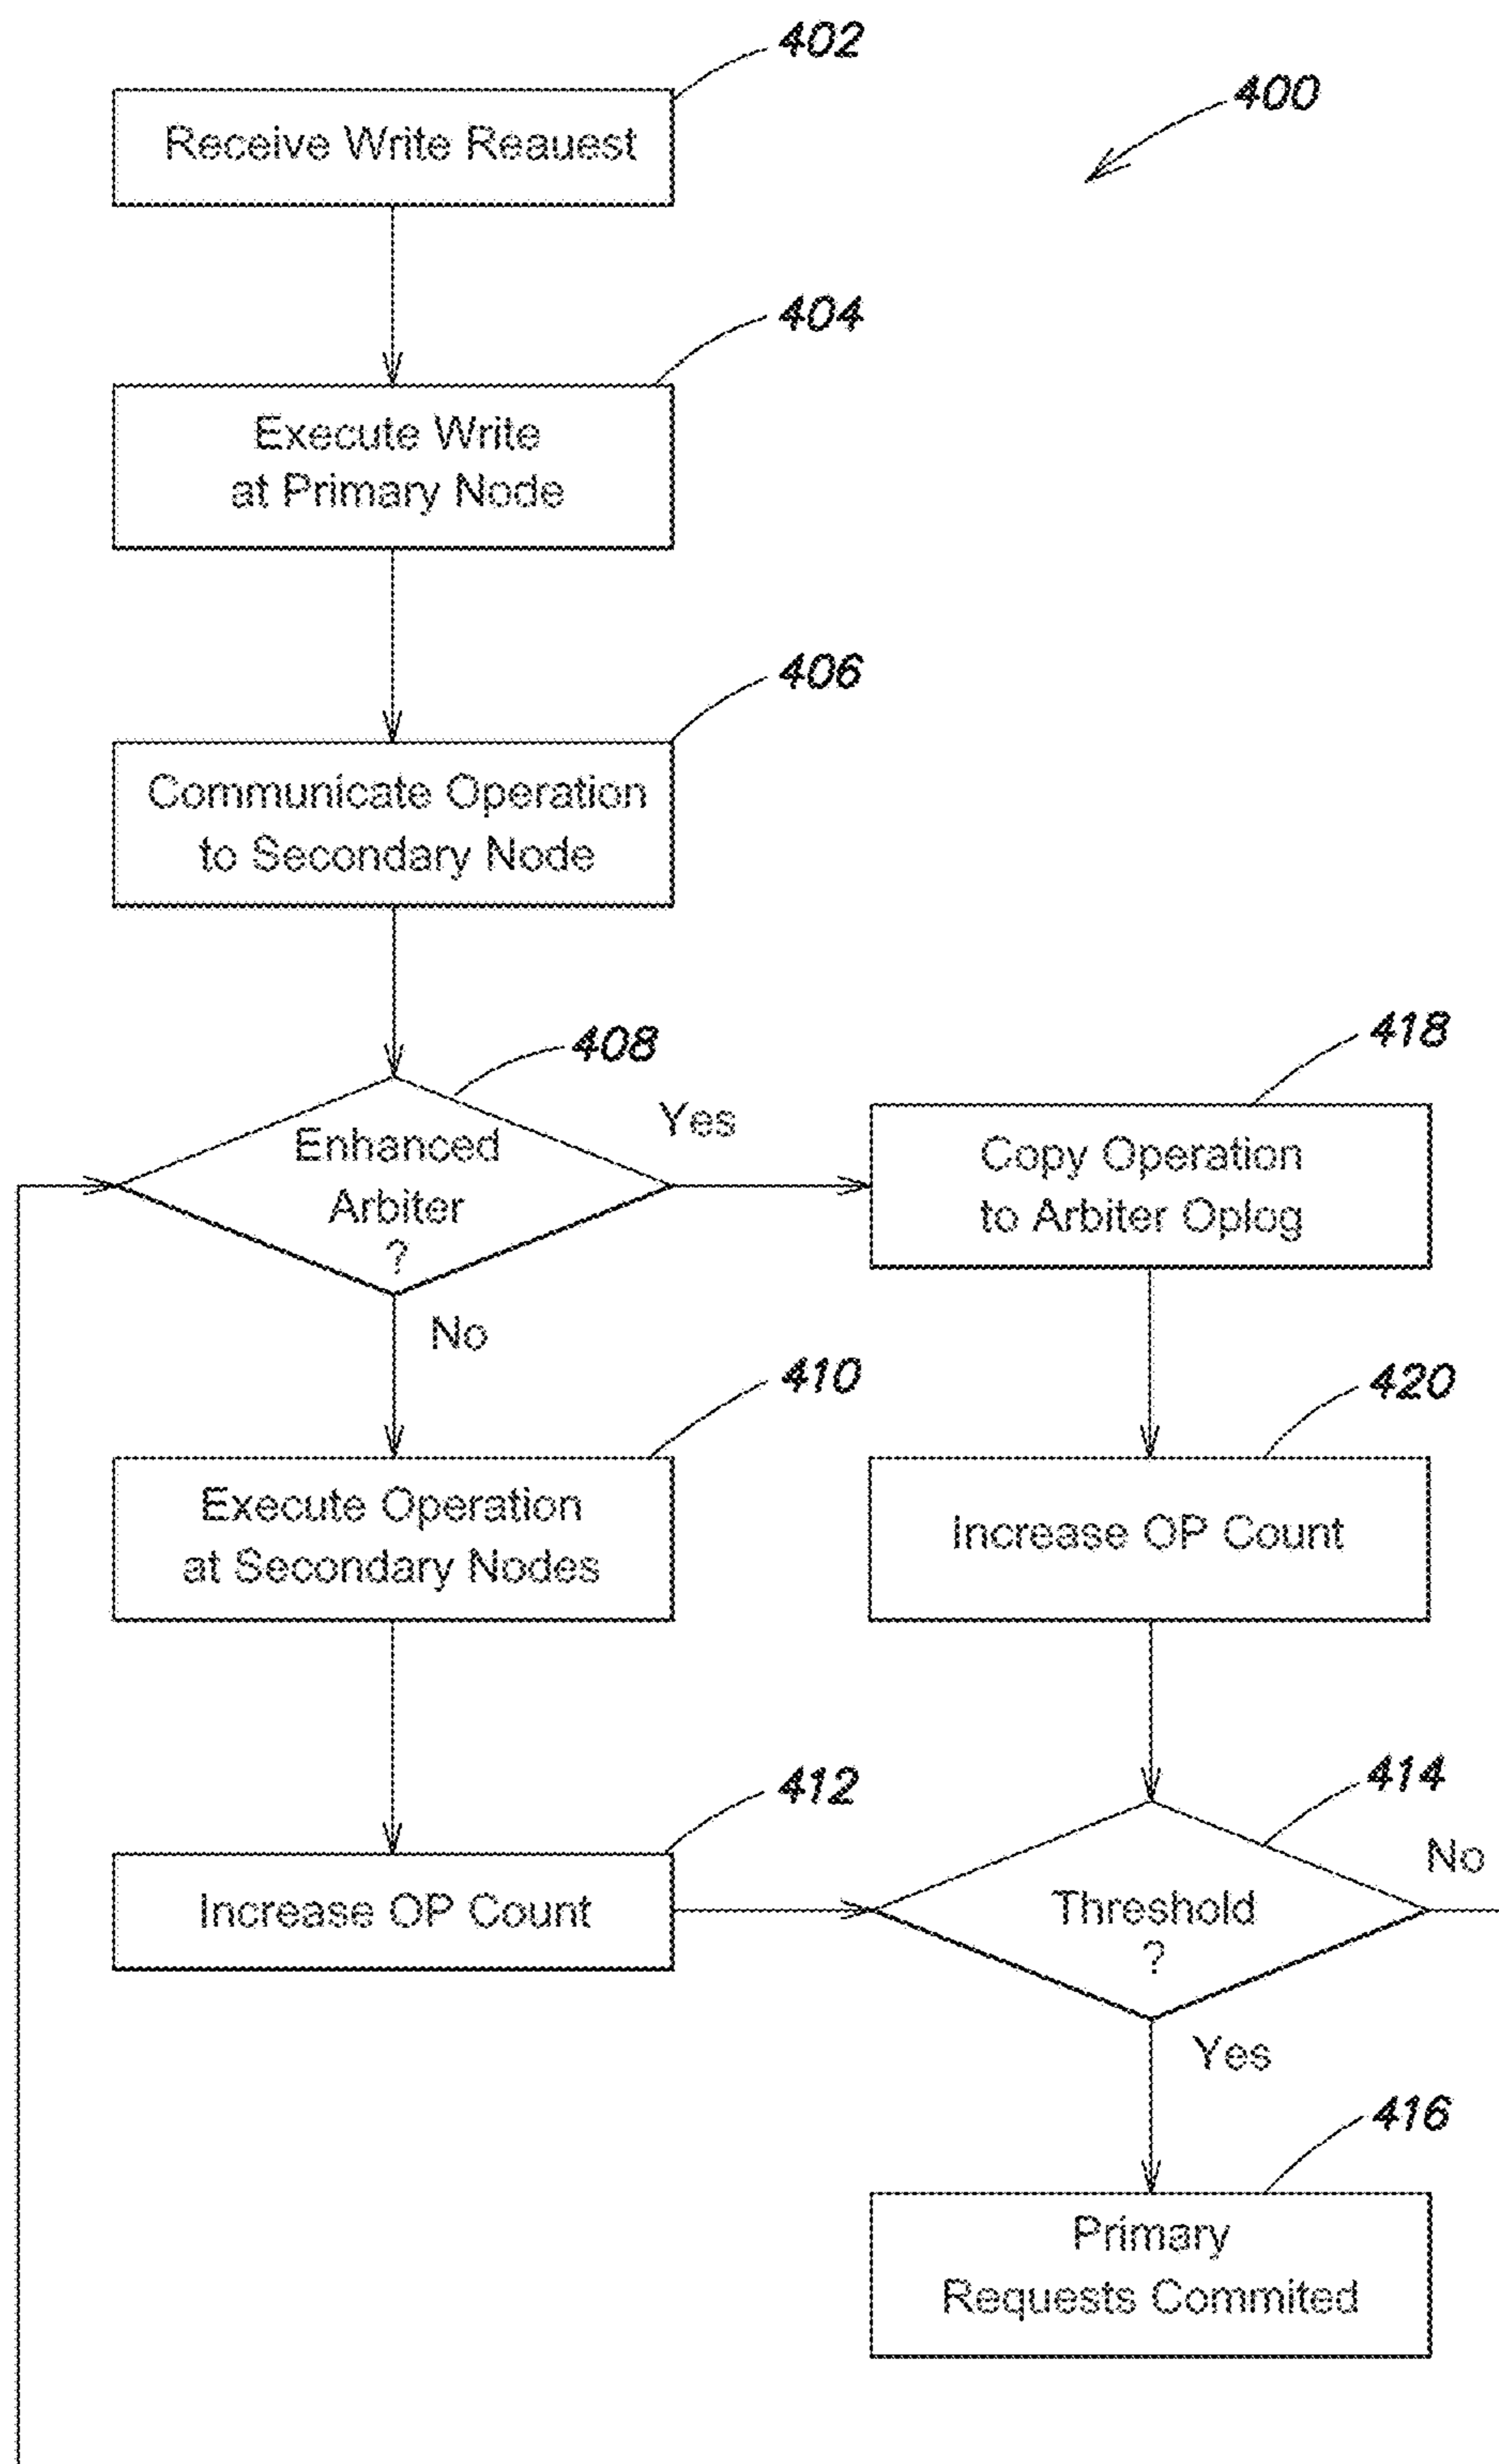 402
400
Receive Write Reauest
404
Execute Write
at Primary Node
406
Communicate Operation
to Secondary Node
408
418
Enhanced
Arbiter
?
Yes
Copy Operation
to Arbiter Oplog
No
410
420
Execute Operation
at Secondary Nodes
Increase OP Count
412
414
Increase OP Count
Threshold
?
No
Yes
416
Primary
Requests Commited